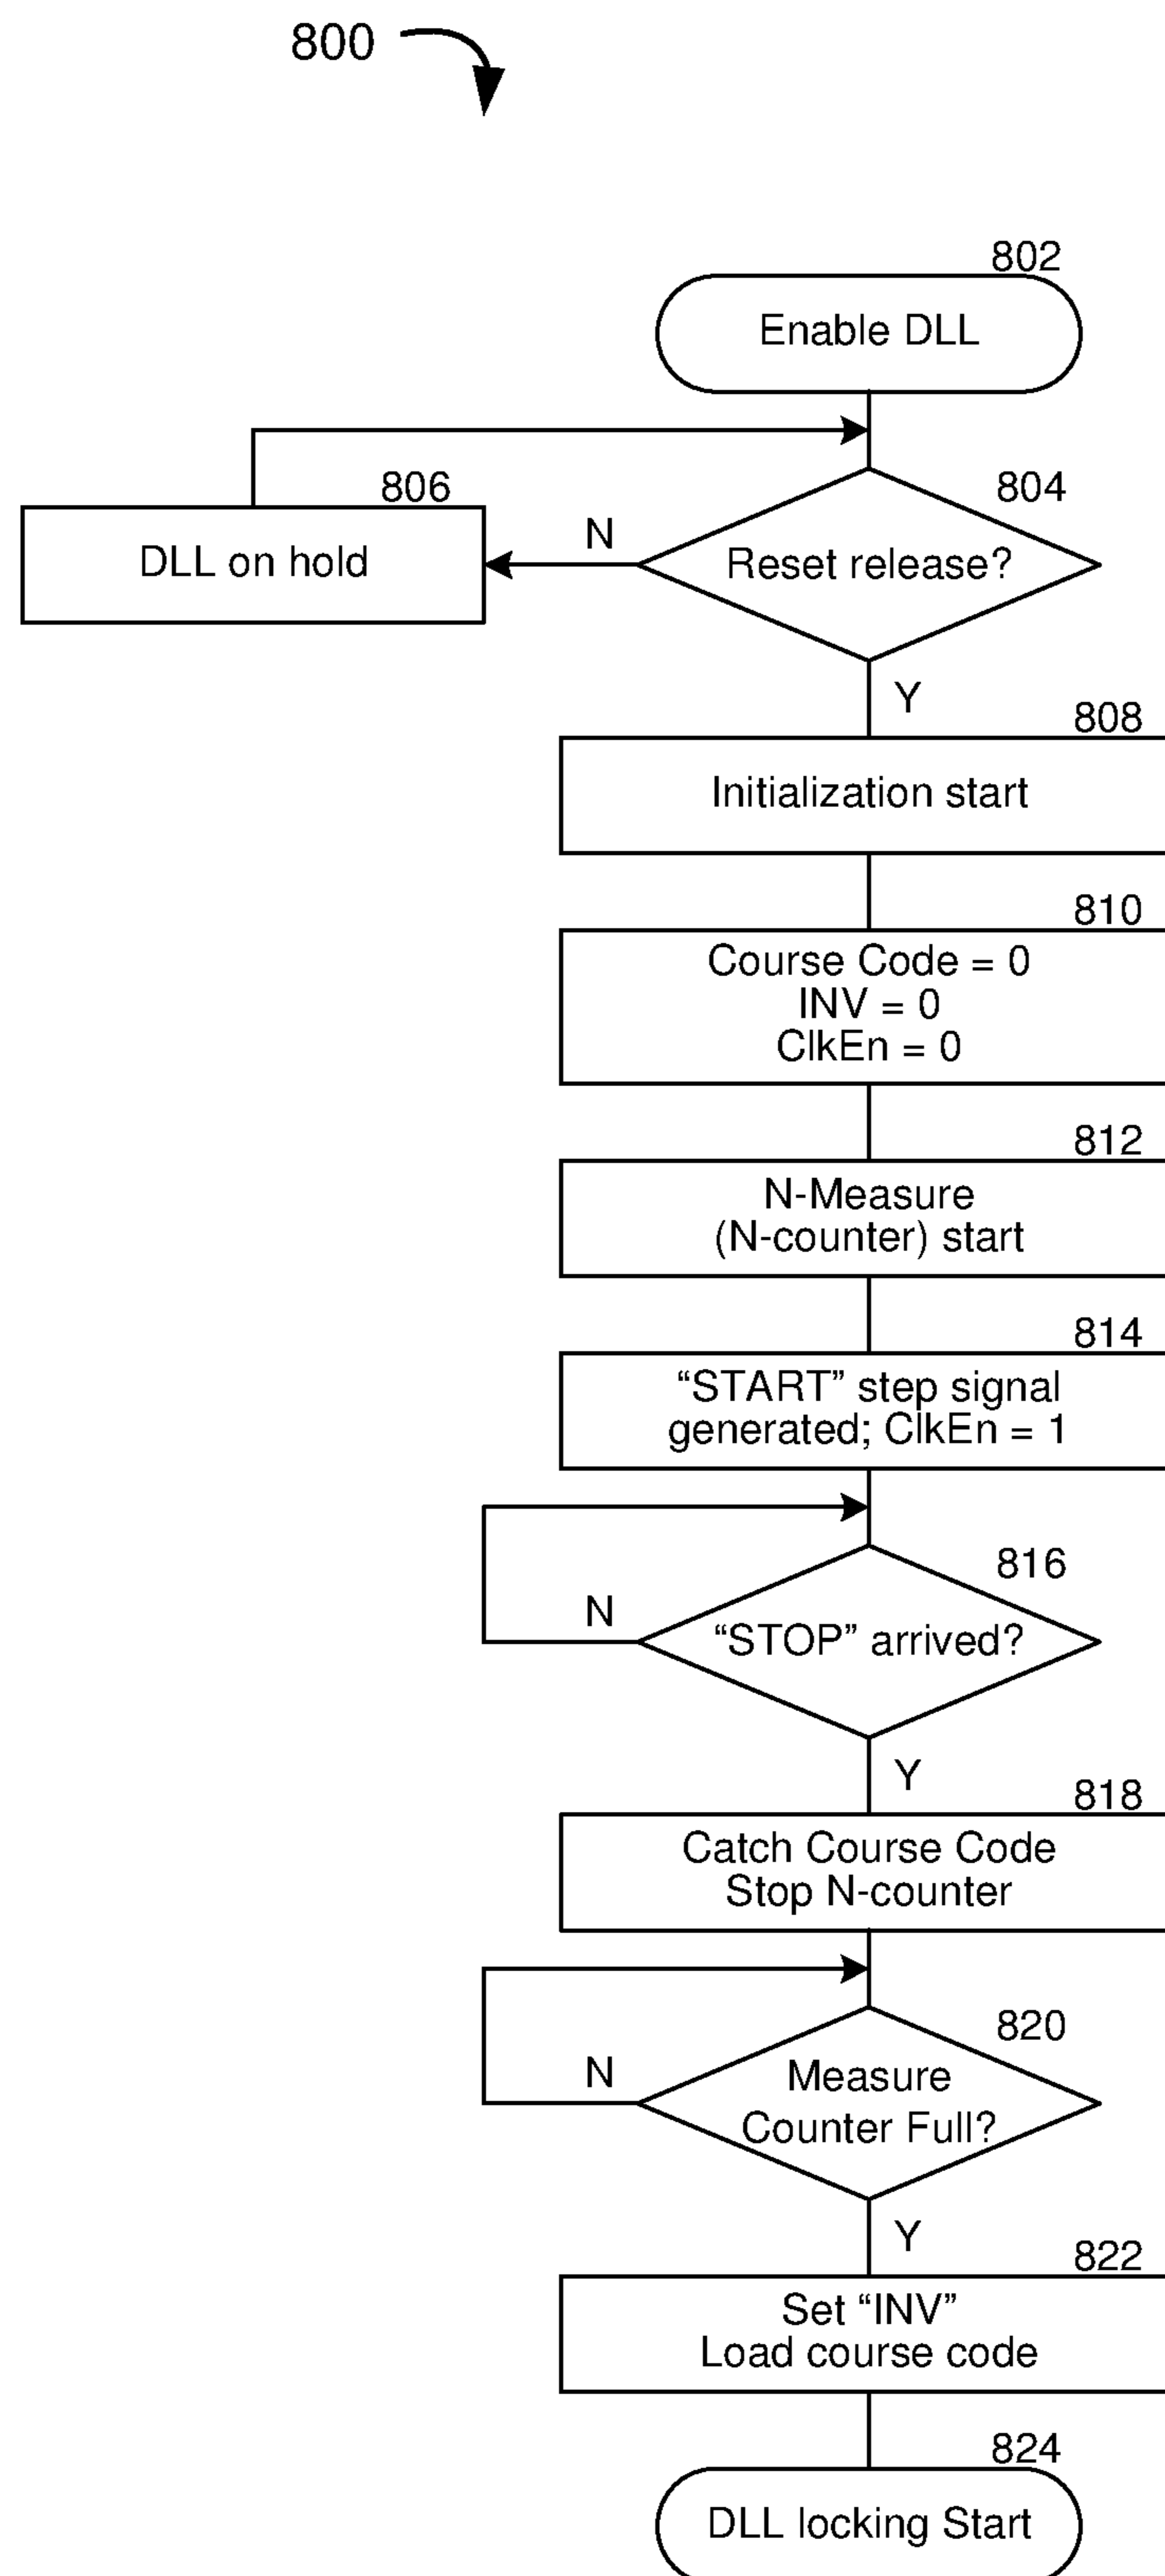 800
802
Enable DLL
806
804
DLL on hold
N
Reset release?
Y
808
Initialization start
810
Course Code = 0
INV = 0
ClkEn = 0
812
N-Measure
(N-counter) start
814
“START” step signal
generated; ClkEn = 1
816
N
“STOP” arrived?
Y
818
Catch Course Code
Stop N-counter
820
N
Measure
Counter Full?
Y
822
Set “INV”
Load course code
824
DLL locking Start